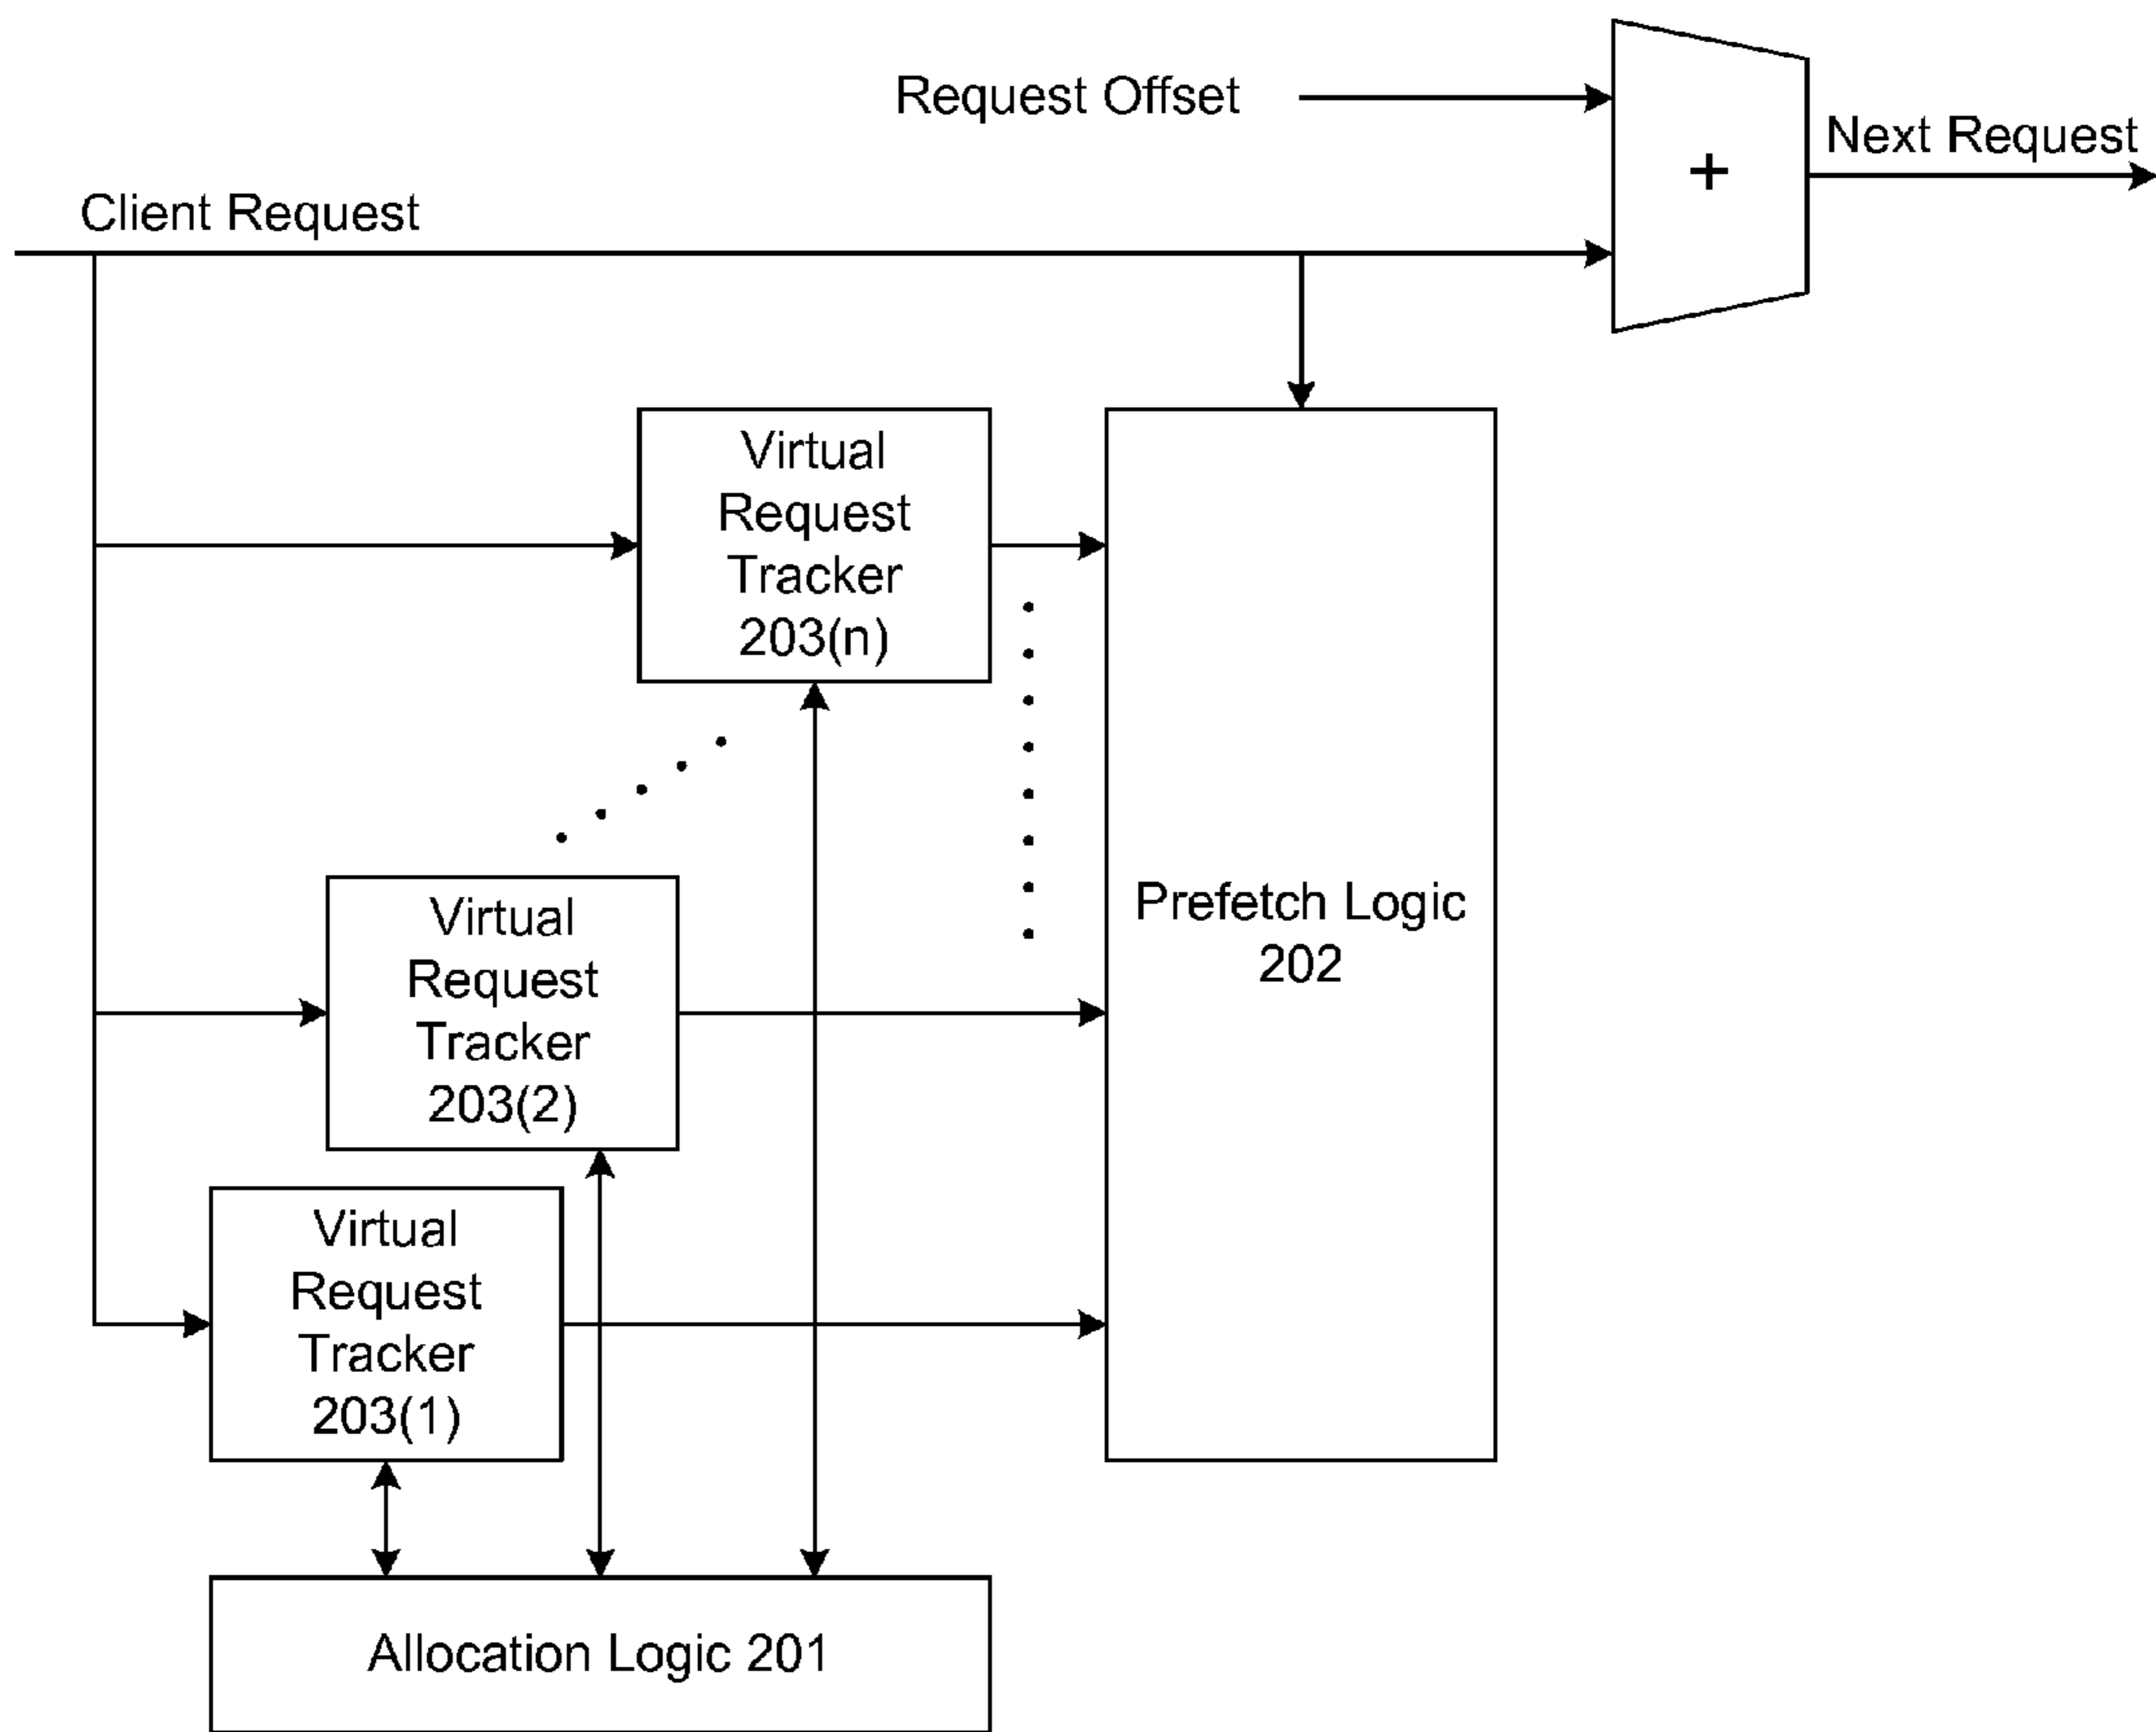 Request Offset
+
Next Request
Client Request
Virtual
Request
Tracker
203(n)
Prefetch Logic
202
Virtual
Request
Tracker
203(2)
Virtual
Request
Tracker
203(1)
Allocation Logic 201